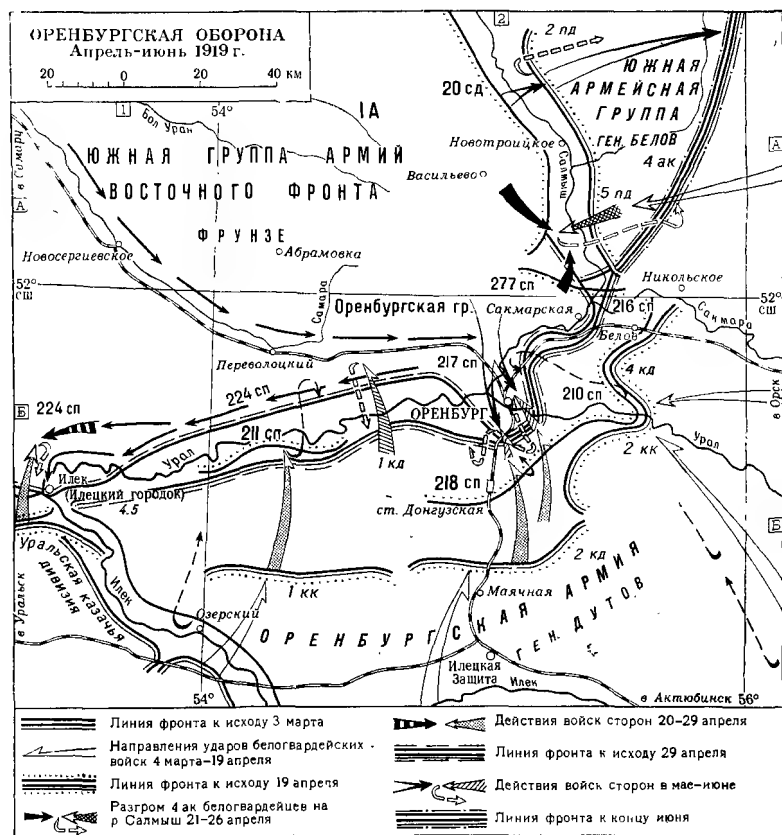 ОРЕНБУРГСКАЯ ОБОРОНА
Апрель-июнь 1919 г.
20 0 20 40 км
1
54°
2
2 пд
20 сд
ЮЖНАЯ
АРМЕЙСКАЯ
ГРУППА
ГЕН. БЕЛОВ
4 ак
IА
Бол Уран
в Самару
ЮЖНАЯ ГРУППА АРМИЙ
ВОСТОЧНОГО ФРОНТА
ФРУНЗЕ
Новотроицкое
Салмыш
Васильево
А
А
5 пд
Новосергиевское
Абрамовка
Самара
52°
СШ
277 сп
Никольское
52°
СШ
Оренбургская гр.
Сакмарская
216 сп
Сакмара
Белов
Переволоцкий
217 сп
4 кд
в Орск
224 сп
210 сп
Б
224 сп
ОРЕНБУРГ
211 сп
Урал
1 кд
2 кк
Урал
Илек
(Илецкий городок)
4.5
218 сп
ст. Донгузская
Б
Уральская казачья
дивизия
Илек
2 кд
1 кк
Маячная
Озерский
ОРЕНБУРГСКАЯ АРМИЯ
ГЕН. ДУТОВ
в Уральск
Илецкая
Защита
Илек
54°
в Актюбинск
56°
Линия фронта к исходу 3 марта
Направления ударов белогвардейских
войск 4 марта-19 апреля
Линия фронта к исходу 19 апреля
Разгром 4 ак белогвардейцев на
р Салмыш 21-26 апреля
Действия войск сторон 20-29 апреля
Линия фронта к исходу 29 апреля
Действия войск сторон в мае-июне
Линия фронта к концу июня